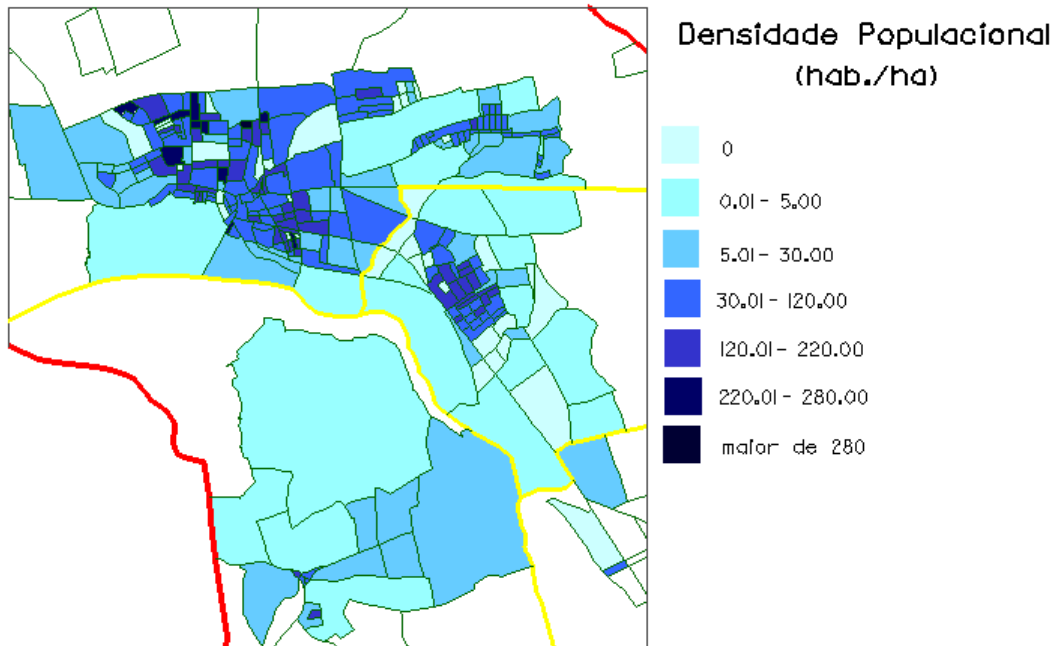 Densidade Populacional
(hab./ha)
0
0.01 - 5.00
5.01 - 30.00
30.01 - 120.00
120.01 - 220.00
220.01 - 280.00
maior de 280